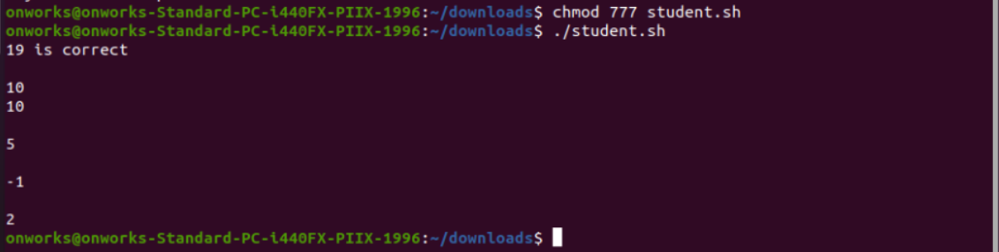 onworks@onworks-Standard-PC-i440FX-PIIX-1996:~/downloads$ chmod 777 student.sh
onworks@onworks-Standard-PC-i440FX-PIIX-1996:~/downloads$ ./student.sh
19 is correct
10
10
5
-1
2
onworks@onworks-Standard-PC-i440FX-PIIX-1996:~/downloads$